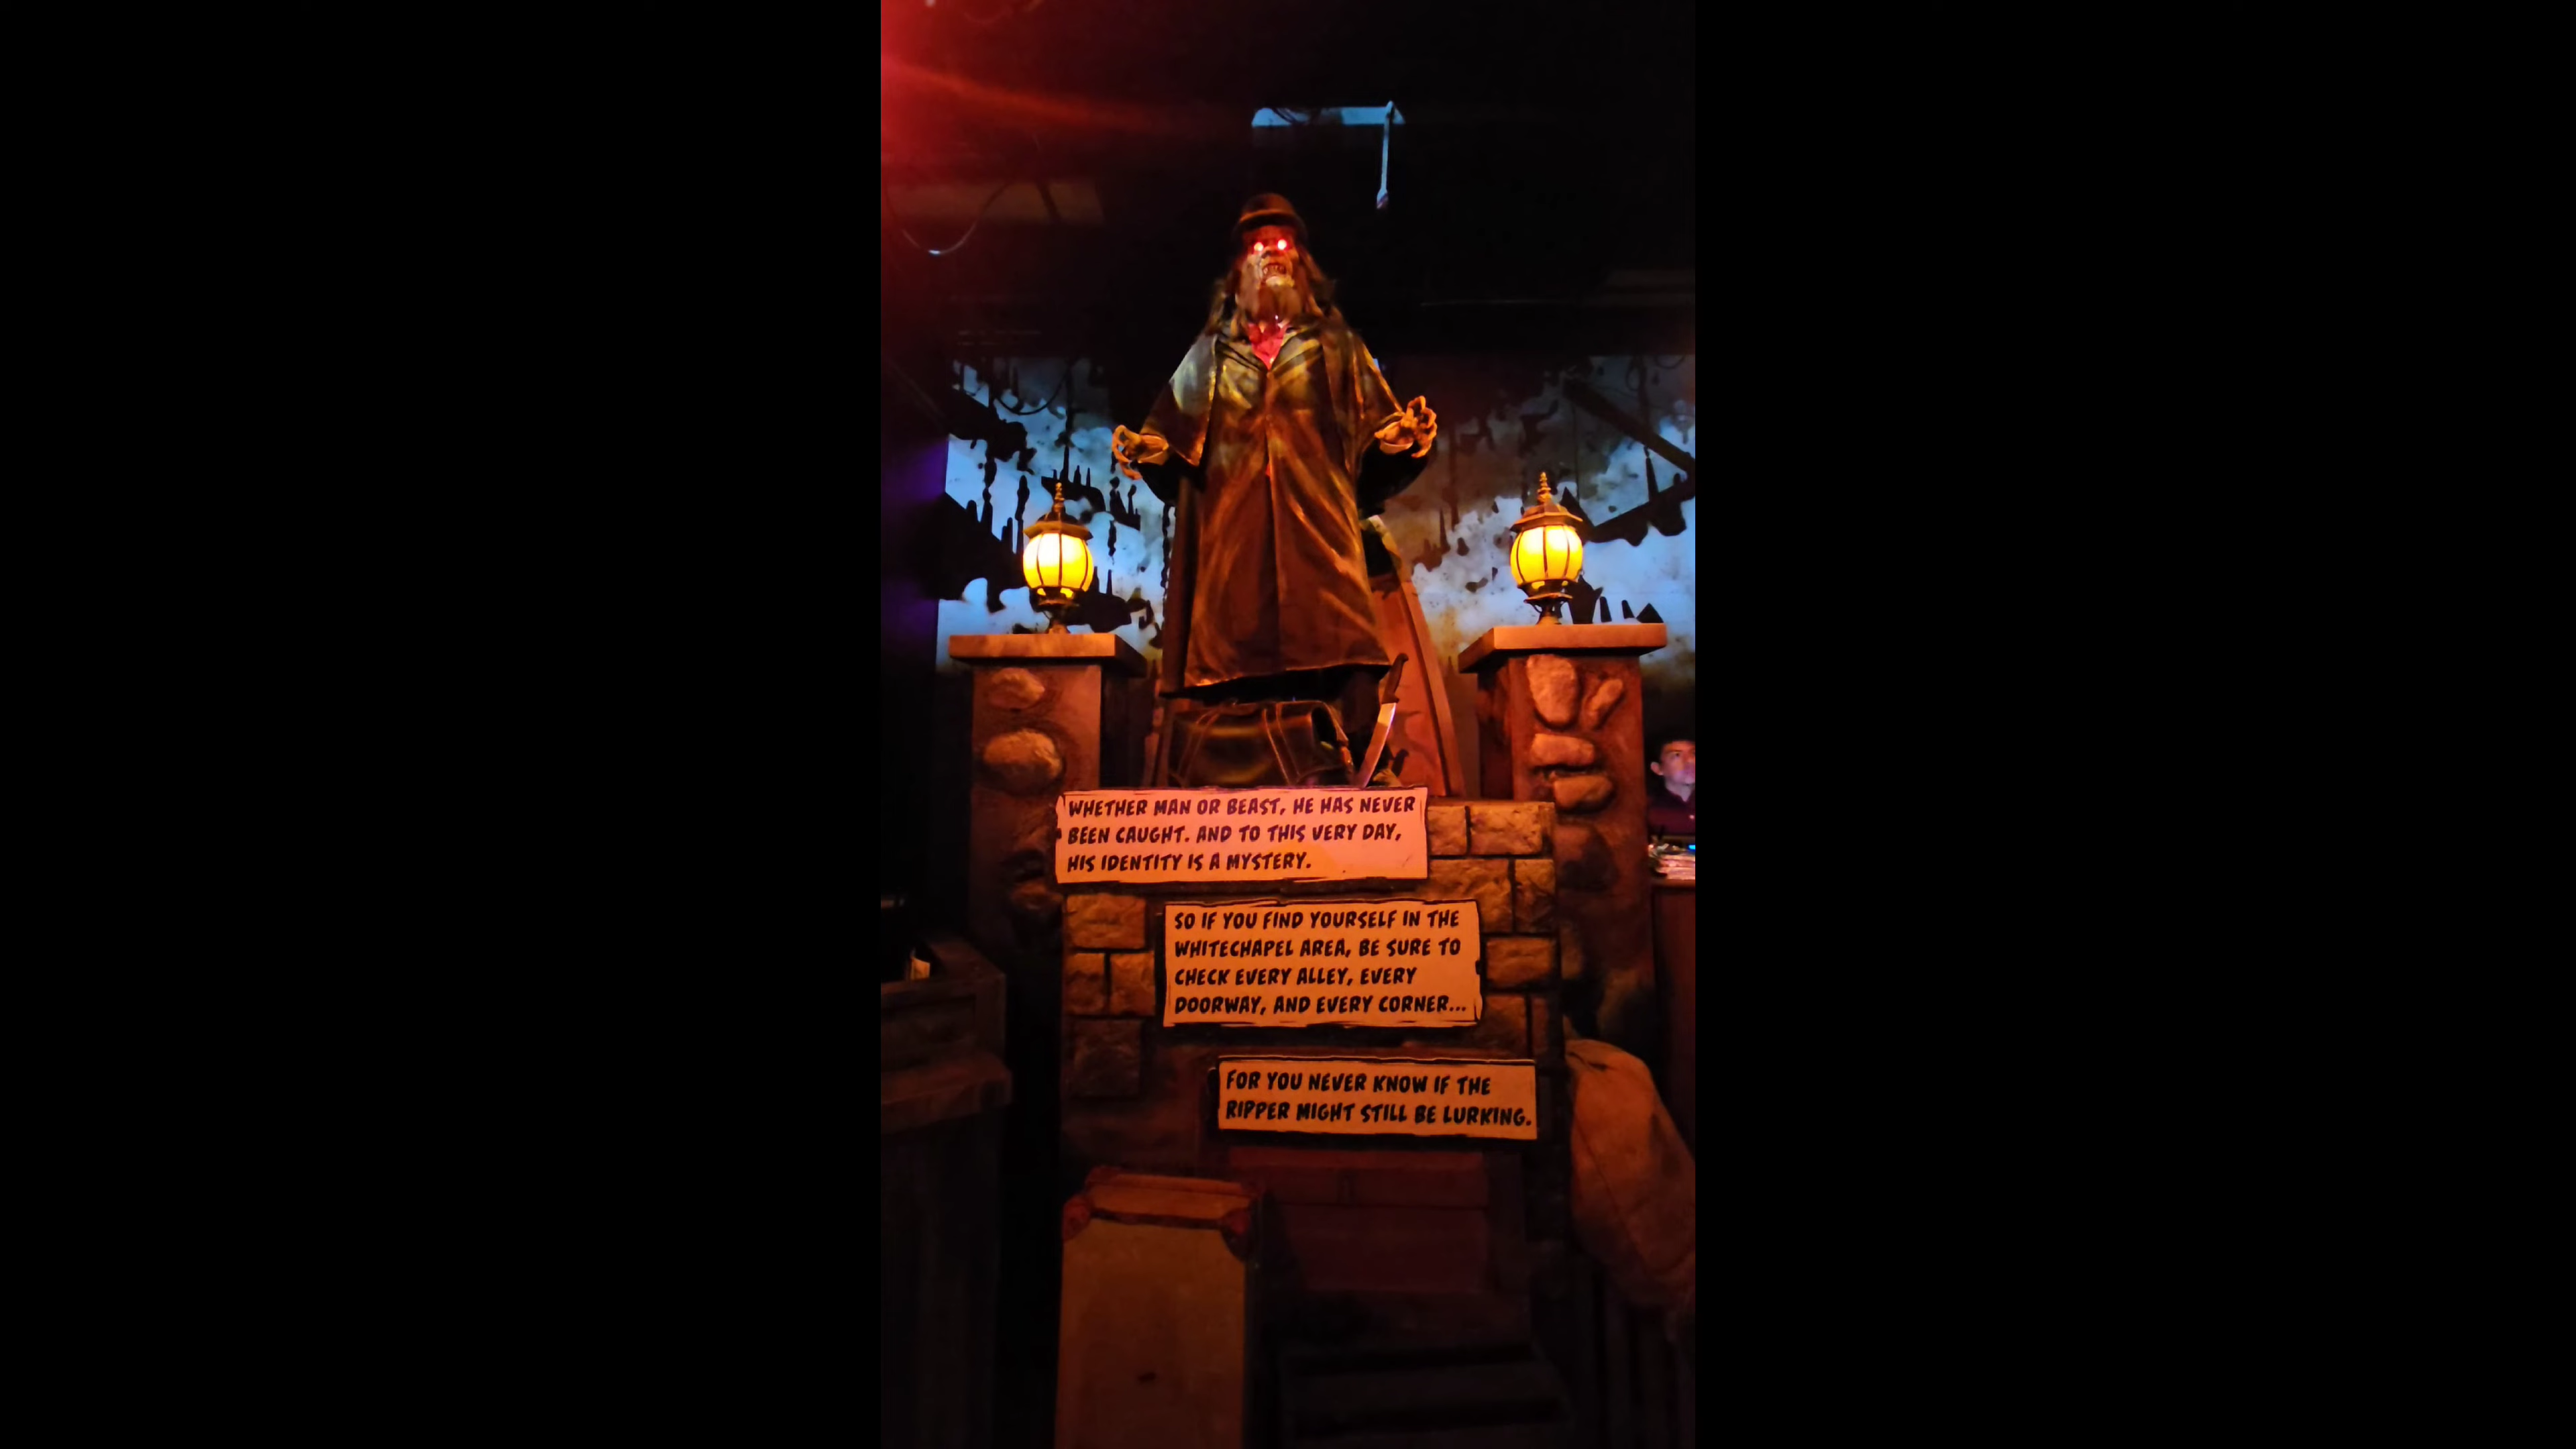 WHETHER MAN OR BEAST, HE HAS NEVER
BEEN CAUGHT. AND TO THIS VERY DAY,
HIS IDENTITY IS A MYSTERY.
SO IF YOU FIND YOURSELF IN THE
WHITECHAPEL AREA, BE SURE TO
CHECK EVERY ALLEY, EVERY
DOORWAY, AND EVERY CORNER...
FOR YOU NEVER KNOW IF THE
RIPPER MIGHT STILL BE LURKING.